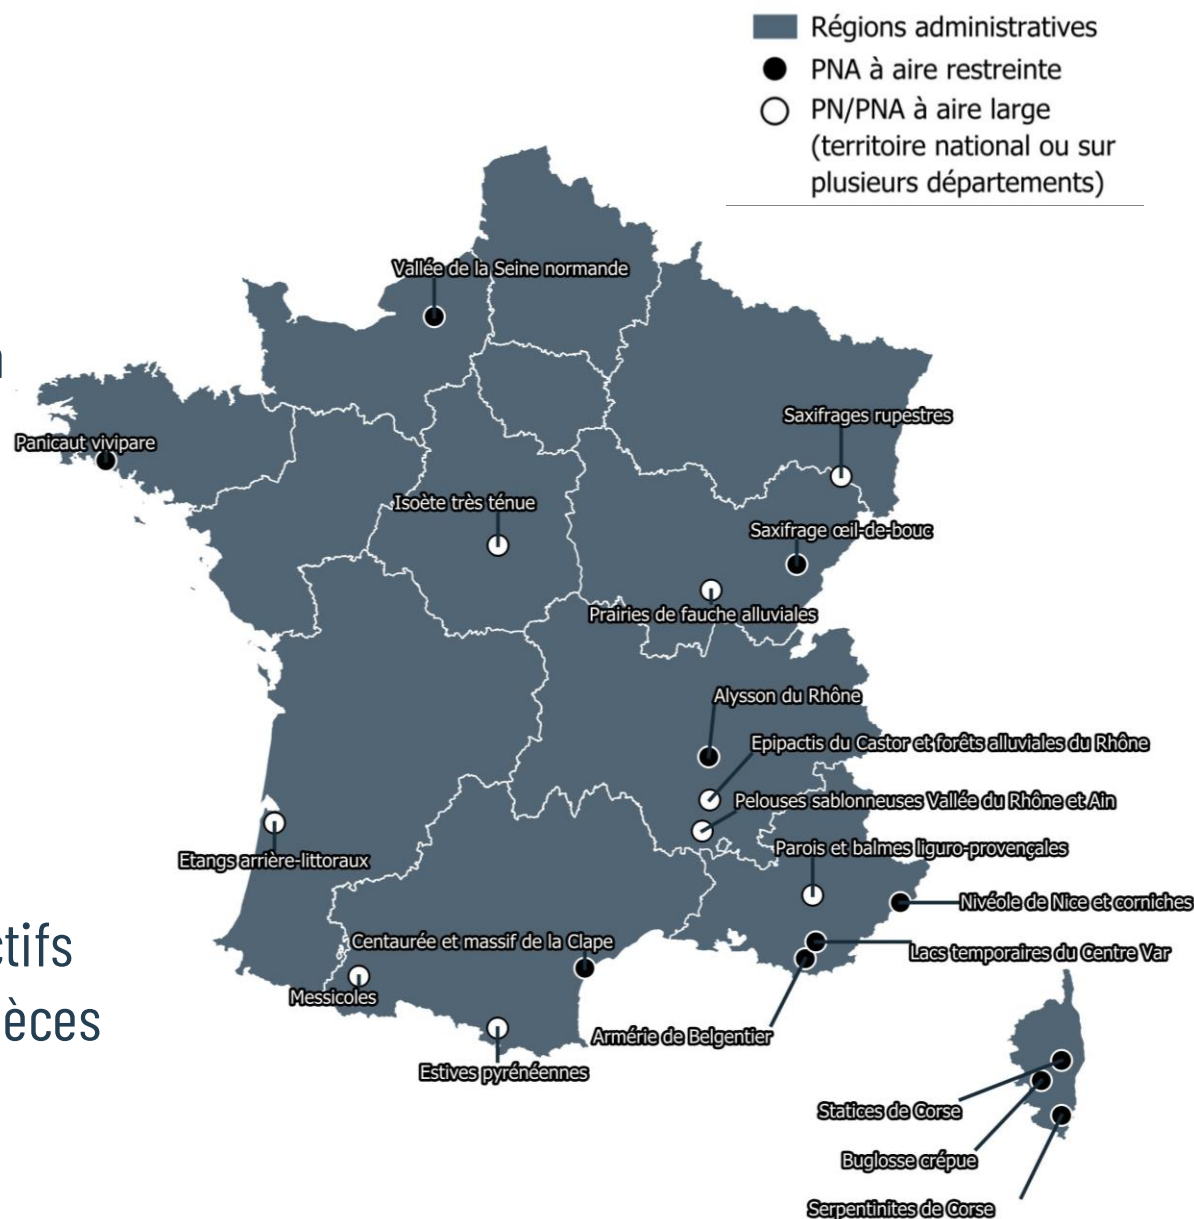 Régions administratives
PNA à aire restreinte
PN/PNA à aire large
(territoire national ou sur
plusieurs départements)
Vallée de la Seine normande
Panicaut vivipare
Saxifrages rupestres
Isoète très ténue
Saxifrage œil-de-bouc
Prairies de fauche alluviales
Alysson du Rhône
Epipactis du Castor et forêts alluviales du Rhône
Pelouses sablonneuses Vallée du Rhône et Ain
Etangs arrière-littoraux
Parois et balmes liguro-provençales
Nivéole de Nice et corniches
ctifs
Centaurée et massif de la Clape
Lacs temporaires du Centre Var
Messicoles
èces
Armérie de Belgentier
Estives pyrénéennes
Statices de Corse
Buglosse crépue
Serpentinites de Corse